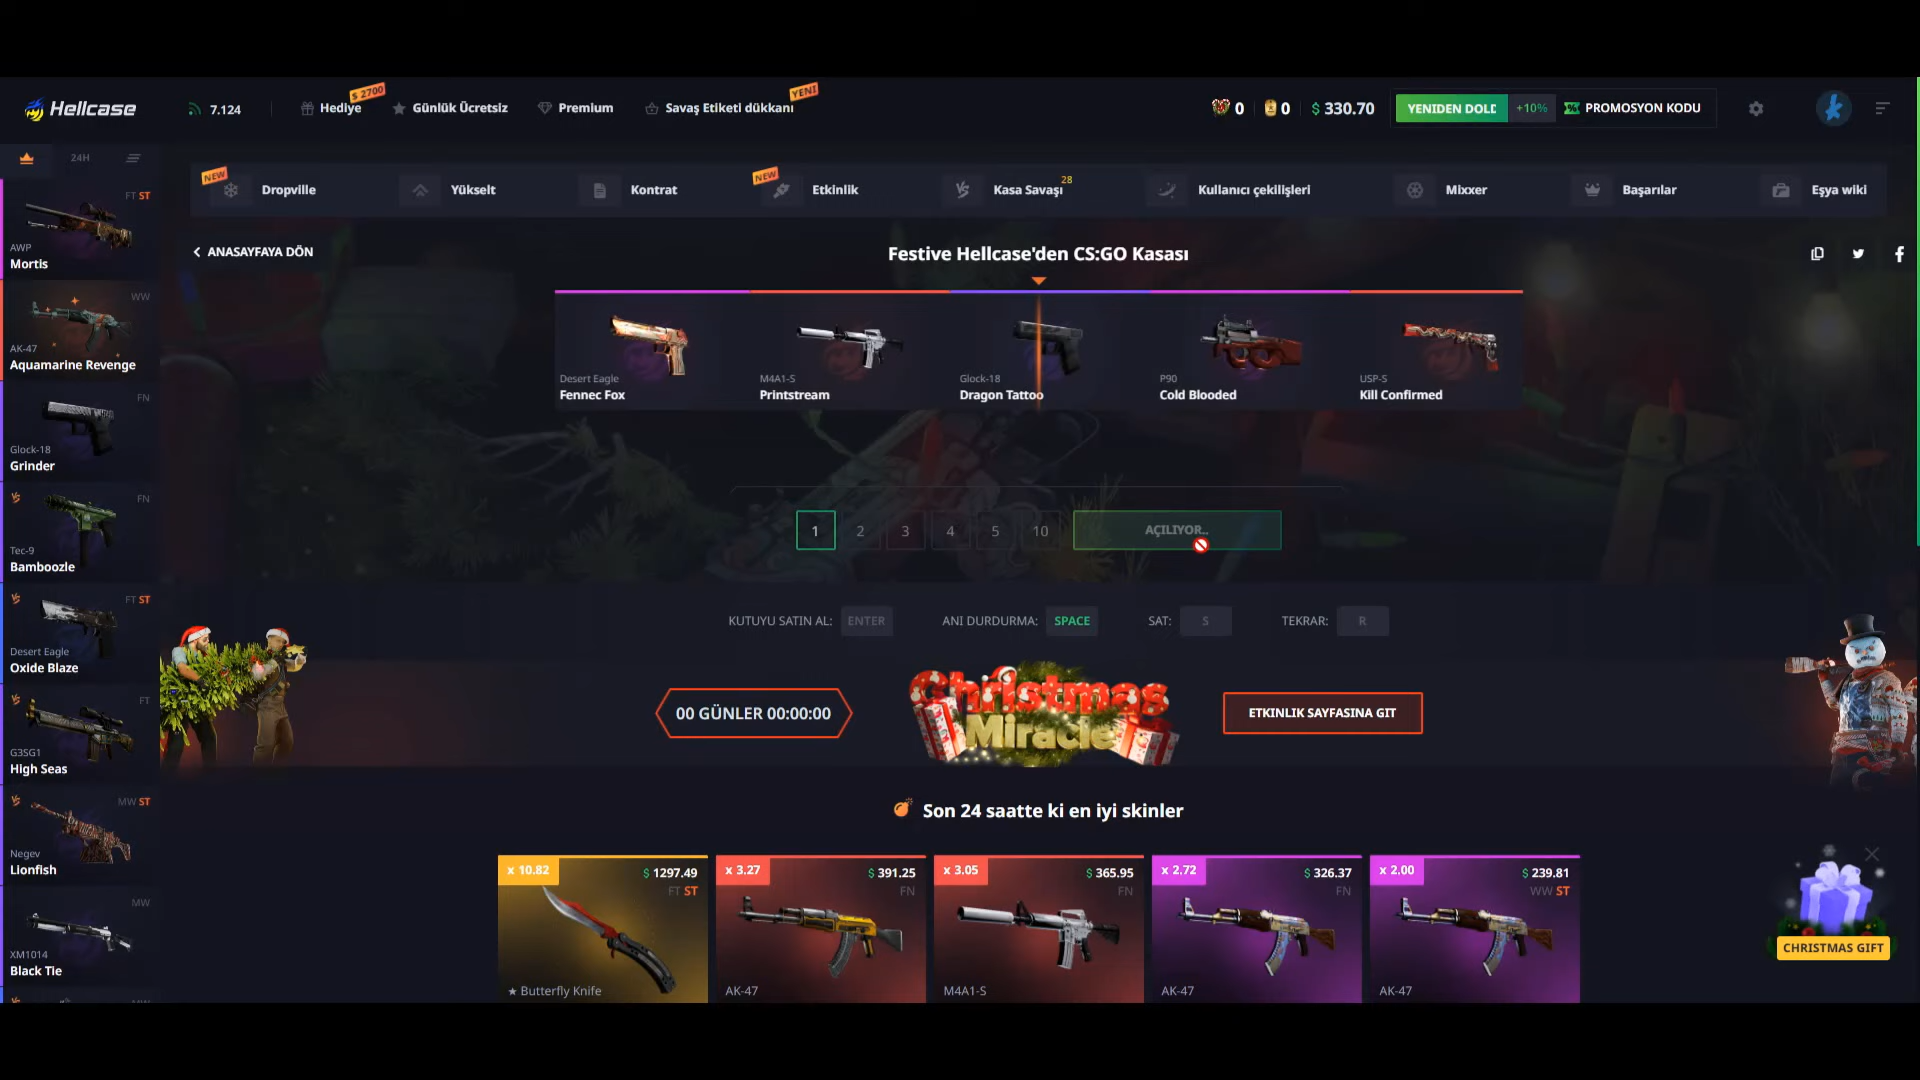 Hellcase
7.124
Hediye
$ 2700
Günlük Ücretsiz
Premium
Savaş Etiketi dükkanı
YENİ
0
0
$ 330.70
YENİDEN DOLD
+10%
PROMOSYON KODU
24H
NEW
Dropville
Yükselt
Kontrat
NEW
Etkinlik
Kasa Savaşı
28
Kullanıcı çekilişleri
Mixxer
Başarılar
Eşya wiki
ANASAYFAYA DÖN
Festive Hellcase'den CS:GO Kasası
FT ST
AWP
Mortis
WW
AK-47
Aquamarine Revenge
FN
Glock-18
Grinder
FN
Tec-9
Bamboozle
FT ST
Desert Eagle
Oxide Blaze
FT
G3SG1
High Seas
MW ST
Negev
Lionfish
MW
XM1014
Black Tie
MW
Desert Eagle
Fennec Fox
M4A1-S
Printstream
Glock-18
Dragon Tattoo
P90
Cold Blooded
USP-S
Kill Confirmed
1
2
3
4
5
10
AÇILIYOR..
KUTUYU SATIN AL: ENTER
ANI DURDURMA: SPACE
SAT: S
TEKRAR: R
00 GÜNLER 00:00:00
Christmas
Miracle
ETKINLIK SAYFASINA GIT
Son 24 saatte ki en iyi skinler
x 10.82
$ 1297.49
FT ST
★ Butterfly Knife
x 3.27
$ 391.25
FN
AK-47
x 3.05
$ 365.95
FN
M4A1-S
x 2.72
$ 326.37
FN
AK-47
x 2.00
$ 239.81
WW ST
AK-47
CHRISTMAS GIFT